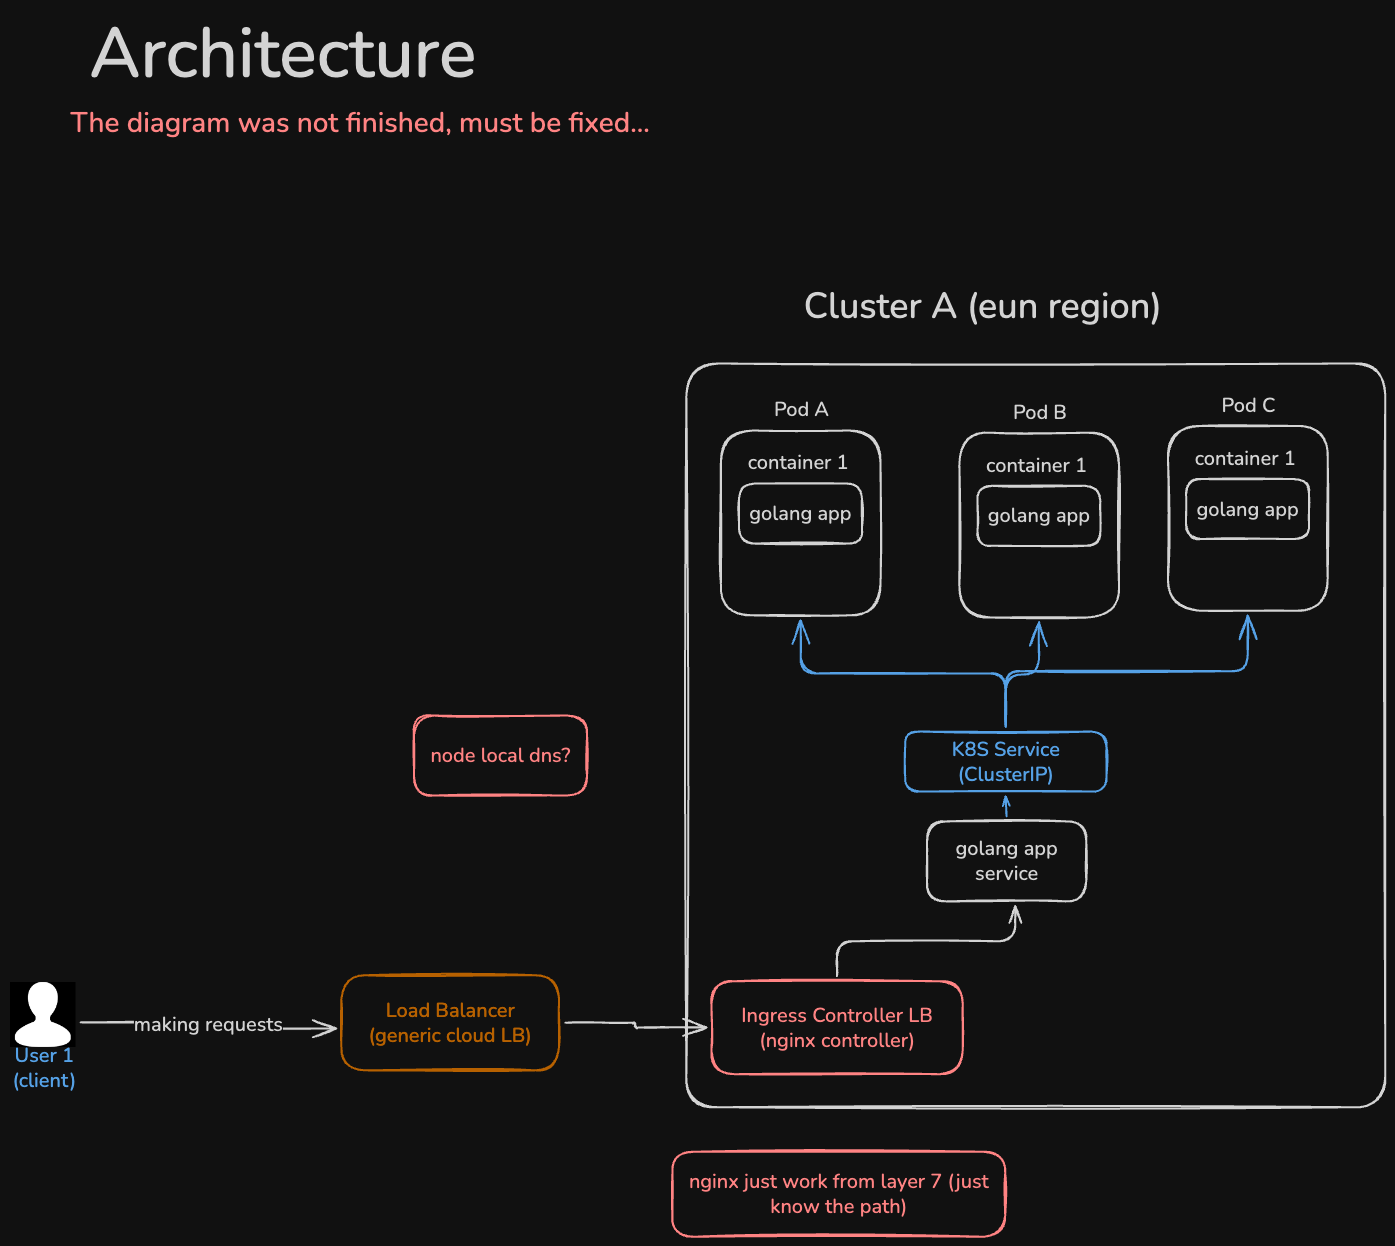 Architecture
The diagram was not finished, must be fixed...
Cluster A (eun region)
Pod A
Pod B
Pod C
container 1
container 1
container 1
golang app
golang app
golang app
node local dns?
K8S Service
(ClusterIP)
golang app
service
User 1
(client)
making requests
Load Balancer
(generic cloud LB)
Ingress Controller LB
(nginx controller)
nginx just work from layer 7 (just
know the path)